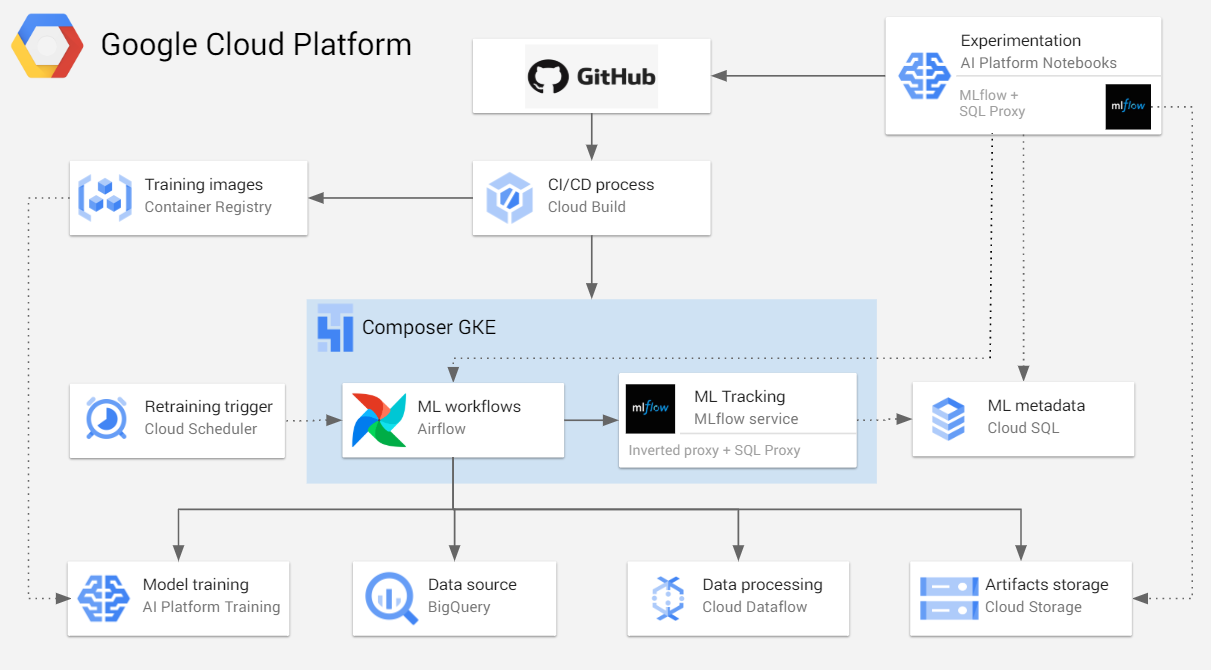 Google Cloud Platform
GitHub
Experimentation
AI Platform Notebooks
MLflow +
SQL Proxy
mlflow
Training images
Container Registry
CI/CD process
Cloud Build
Composer GKE
Retraining trigger
Cloud Scheduler
ML workflows
Airflow
mlflow
ML Tracking
MLflow service
Inverted proxy + SQL Proxy
ML metadata
Cloud SQL
Model training
AI Platform Training
Data source
BigQuery
Data processing
Cloud Dataflow
Artifacts storage
Cloud Storage